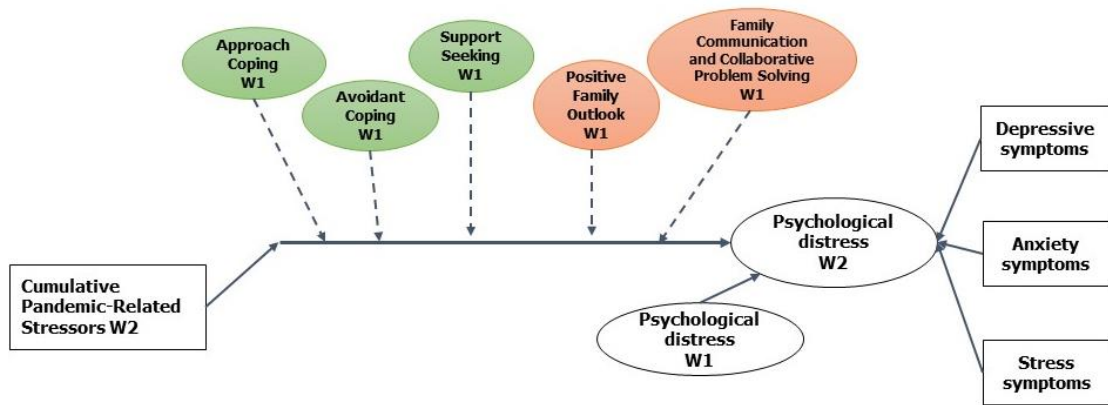 Approach
Coping
W1
Avoidant
Coping
W1
Support
Seeking
W1
Positive
Family
Outlook
W1
Family
Communication
and Collaborative
Problem Solving
W1
Depressive
symptoms
Psychological
distress
W2
Anxiety
symptoms
Cumulative
Pandemic-Related
Stressors W2
Psychological
distress
W1
Stress
symptoms